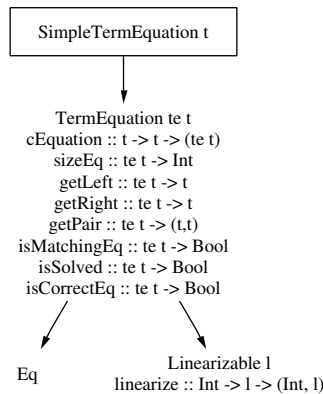 SimpleTermEquation t
TermEquation te t
cEquation :: t -> t -> (te t)
sizeEq :: te t -> Int
getLeft :: te t -> t
getRight :: te t -> t
getPair :: te t -> (t,t)
isMatchingEq :: te t -> Bool
isSolved :: te t -> Bool
isCorrectEq :: te t -> Bool
Eq
Linearizable l
linearize :: Int -> l -> (Int, l)